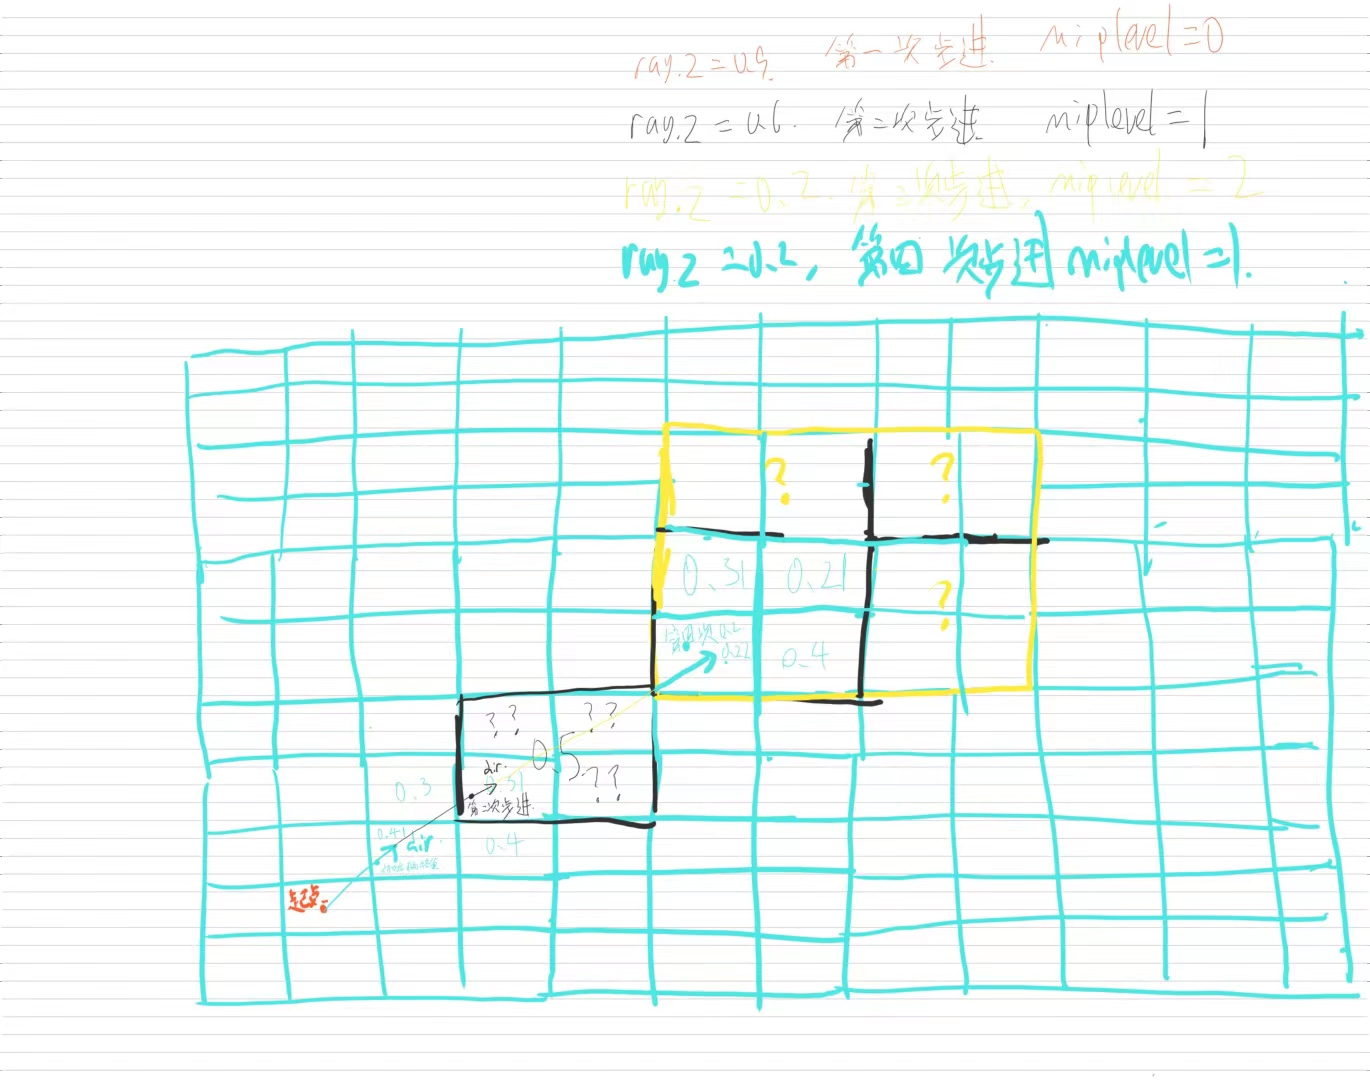 ray.z=0.9. 第一次步进. miplevel=0
ray.z=0.6. 第二次步进 miplevel=1
ray.z=0.2. 第三次步进, miplevel=2
ray.z=0.2, 第四次步进 miplevel=1.
? ?
0.31 0.21 ?
第四次0.2
0.22 0.4
?? ??
0.5
dir.
0.3 0.31 ??
第二次步进.
0.41 dir. 0.4
起点